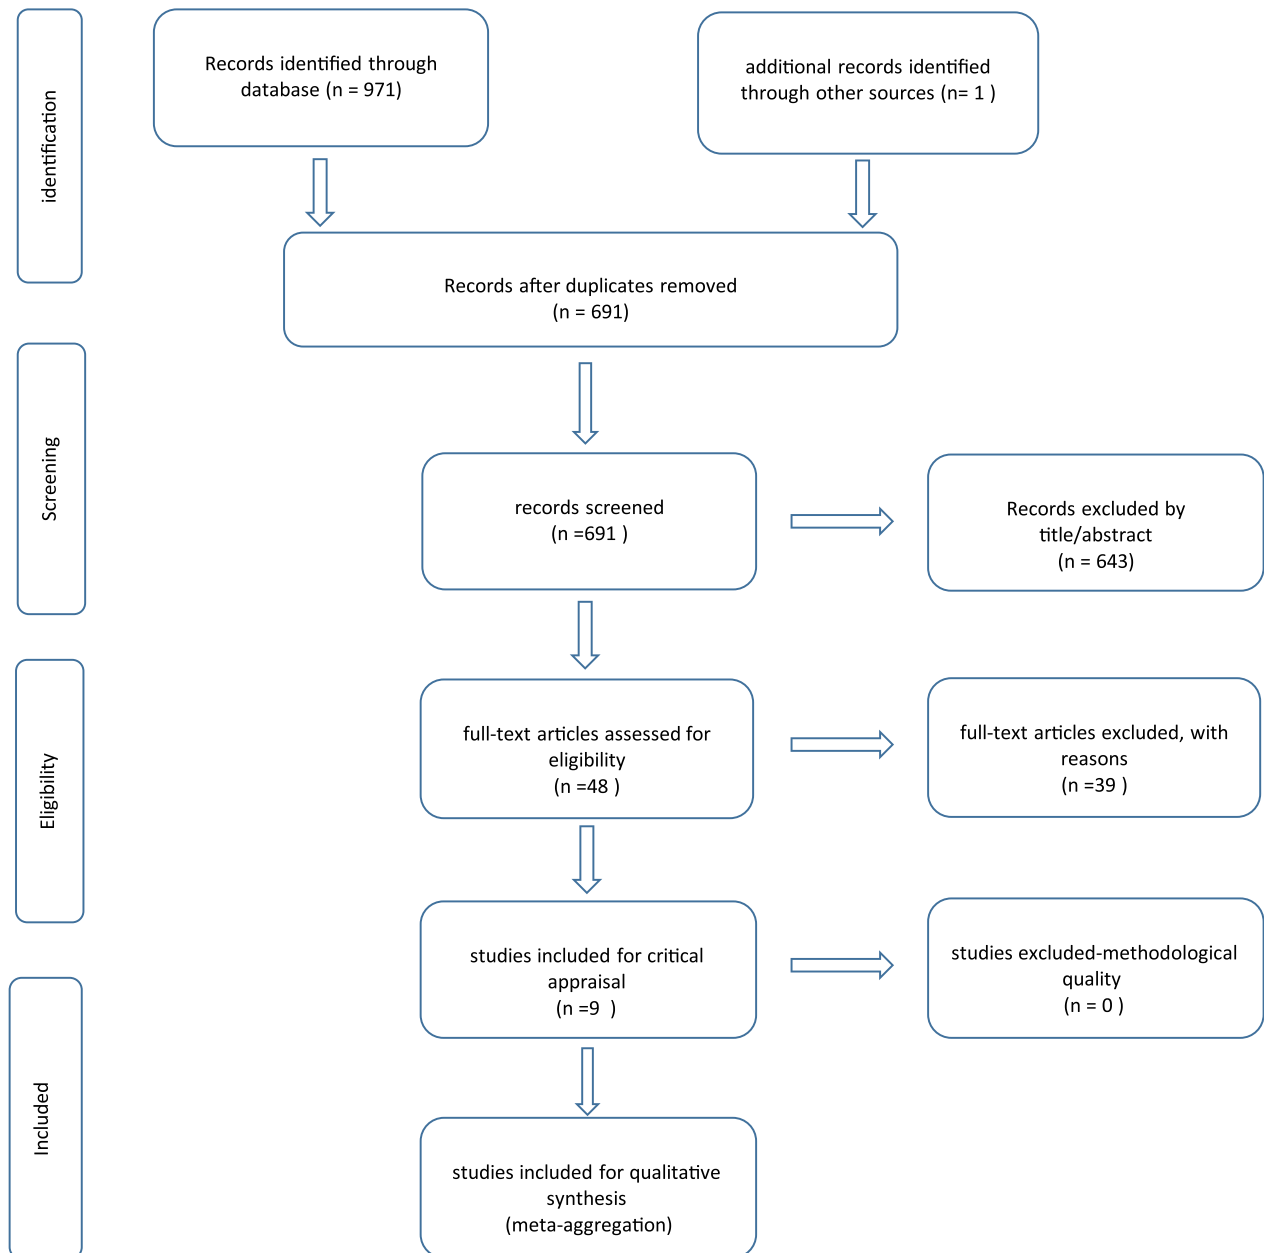 identification
Records identified through
database (n = 971)
additional records identified
through other sources (n= 1 )
Records after duplicates removed
(n = 691)
Screening
records screened
(n =691 )
Records excluded by
title/abstract
(n = 643)
Eligibility
full-text articles assessed for
eligibility
(n =48 )
full-text articles excluded, with
reasons
(n =39 )
studies included for critical
appraisal
(n =9  )
studies excluded-methodological
quality
(n = 0 )
Included
studies included for qualitative
synthesis
(meta-aggregation)